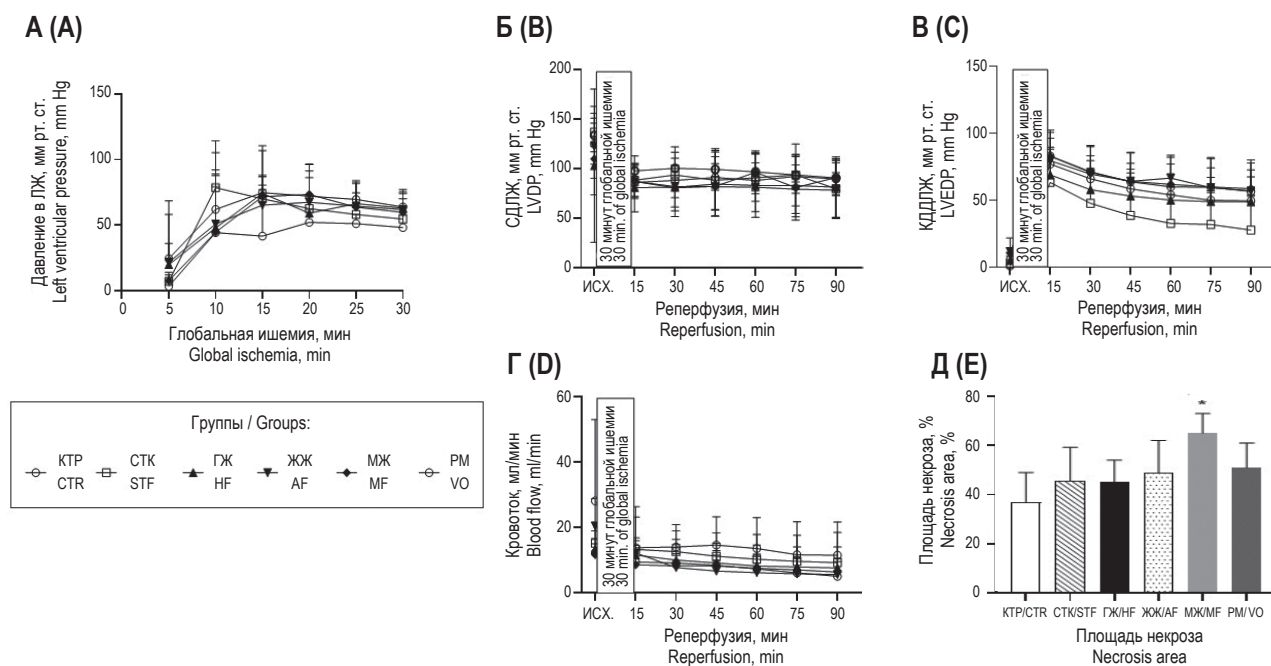 А (A)
Давление в ЛЖ, мм рт. ст.
Left ventricular pressure, mm Hg
150
100
50
0
0 5 10 15 20 25 30
Глобальная ишемия, мин
Global ischemia, min
Б (B)
СДЛЖ, мм рт. ст.
LVDP, mm Hg
200
150
100
50
0
30 минут глобальной ишемии
30 min. of global ischemia
ИСХ. 15 30 45 60 75 90
Реперфузия, мин
Reperfusion, min
В (C)
КДДЛЖ, мм рт. ст.
LVEDP, mm Hg
150
100
50
0
30 минут глобальной ишемии
30 min. of global ischemia
ИСХ. 15 30 45 60 75 90
Реперфузия, мин
Reperfusion, min
Группы / Groups:
КТР СТК ГЖ ЖЖ МЖ РМ
CTR STF HF AF MF VO
Г (D)
Кровоток, мл/мин
Blood flow, ml/min
60
40
20
0
30 минут глобальной ишемии
30 min. of global ischemia
ИСХ. 15 30 45 60 75 90
Реперфузия, мин
Reperfusion, min
Д (E)
Площадь некроза, %
Necrosis area, %
80
60
40
20
0
*
КТР/CTR СТК/STF ГЖ/HF ЖЖ/AF МЖ/MF РМ/ VO
Площадь некроза
Necrosis area